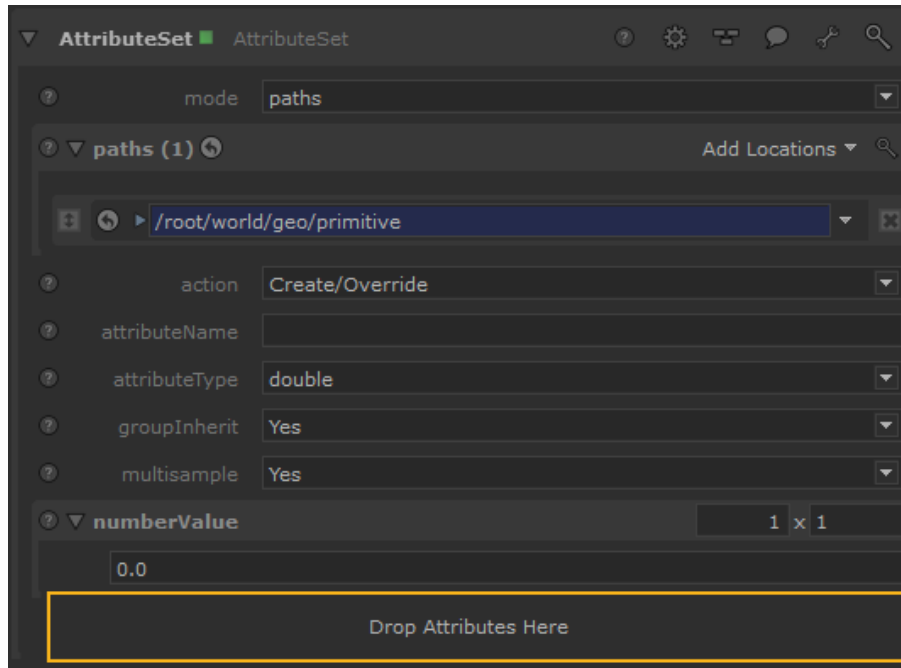 AttributeSet AttributeSet
mode paths
paths (1) Add Locations
/root/world/geo/primitive
action Create/Override
attributeName
attributeType double
groupInherit Yes
multisample Yes
numberValue 1 x 1
0.0
Drop Attributes Here